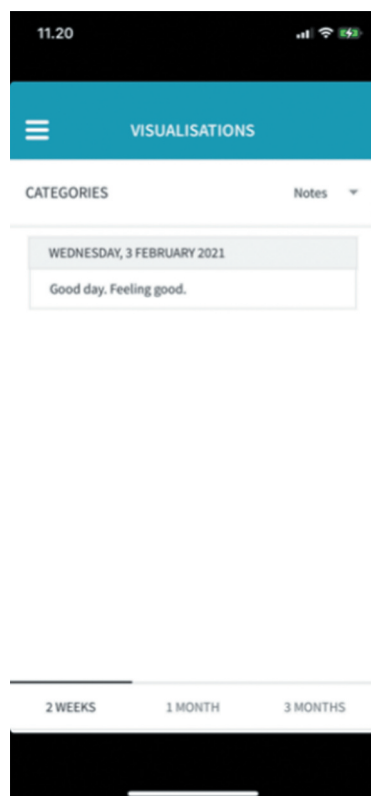 11.20
VISUALISATIONS
CATEGORIES Notes
WEDNESDAY, 3 FEBRUARY 2021
Good day. Feeling good.
2 WEEKS 1 MONTH 3 MONTHS